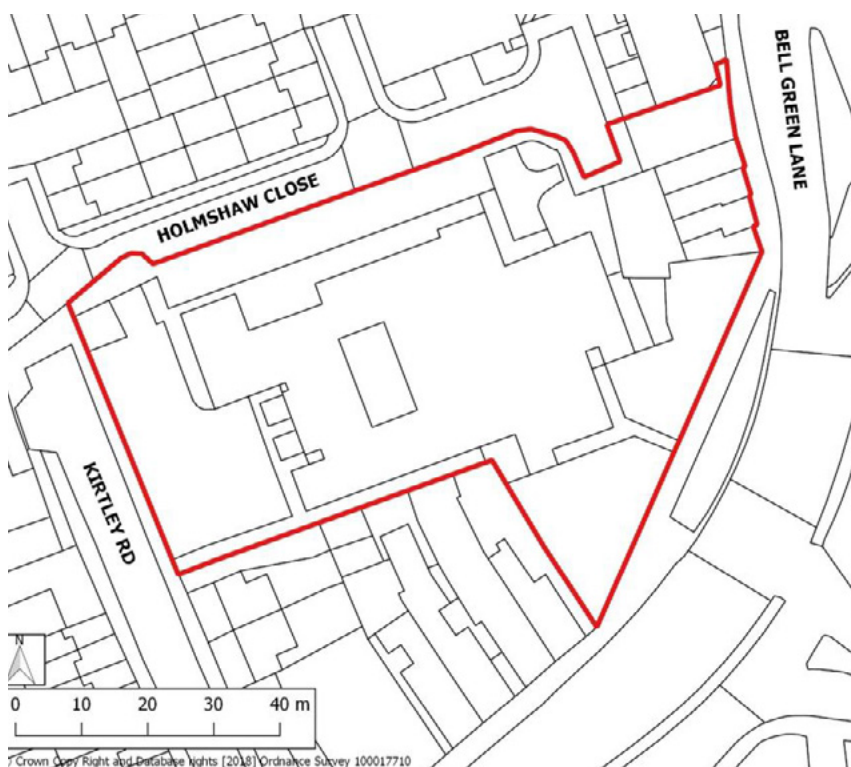 BELL GREEN LANE
HOLMSHAW CLOSE
KIRTLEY RD
N
0 10 20 30 40 m
Crown Copy Right and Database rights [2018] Ordnance Survey 100017710